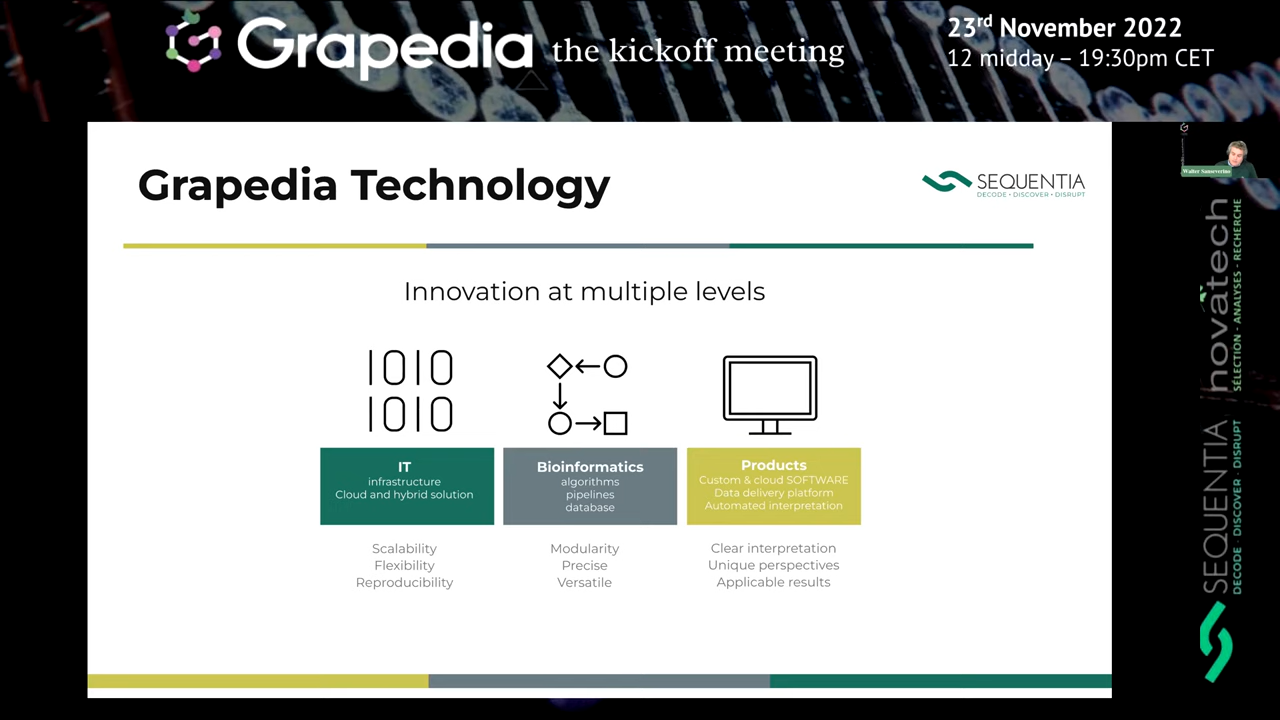 Grapedia the kickoff meeting
23rd November 2022
12 midday – 19:30pm CET
Grapedia Technology
SEQUENTIA
DECODE • DISCOVER • DISRUPT
Innovation at multiple levels
1010
1010
IT
infrastructure
Cloud and hybrid solution
Scalability
Flexibility
Reproducibility
Bioinformatics
algorithms
pipelines
database
Modularity
Precise
Versatile
Products
Custom & cloud SOFTWARE
Data delivery platform
Automated interpretation
Clear interpretation
Unique perspectives
Applicable results
Walter Sanseverino
novatech
SÉLECTION - ANALYSES - RECHERCHE
SEQUENTIA
DECODE · DISCOVER · DISRUPT